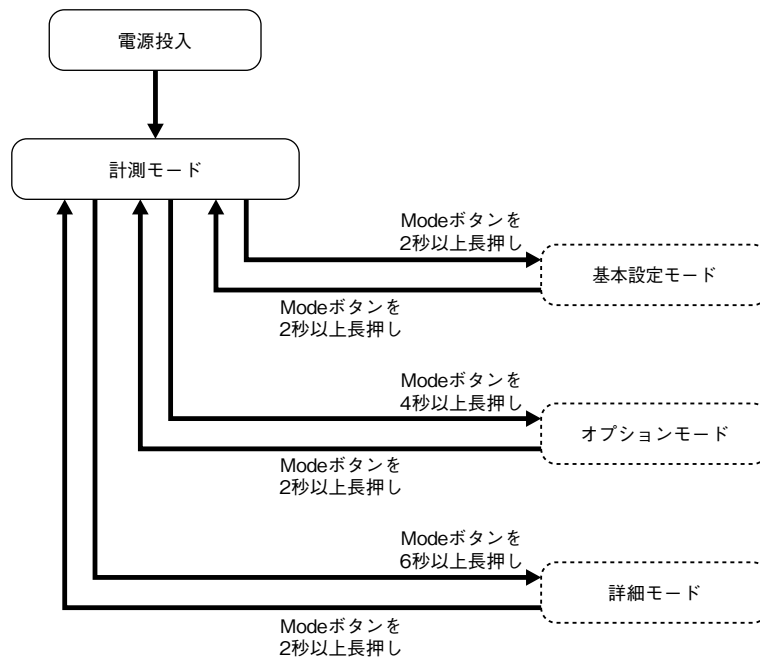 電源投入
計測モード
Modeボタンを
2秒以上長押し
基本設定モード
Modeボタンを
2秒以上長押し
Modeボタンを
4秒以上長押し
オプションモード
Modeボタンを
2秒以上長押し
Modeボタンを
6秒以上長押し
詳細モード
Modeボタンを
2秒以上長押し